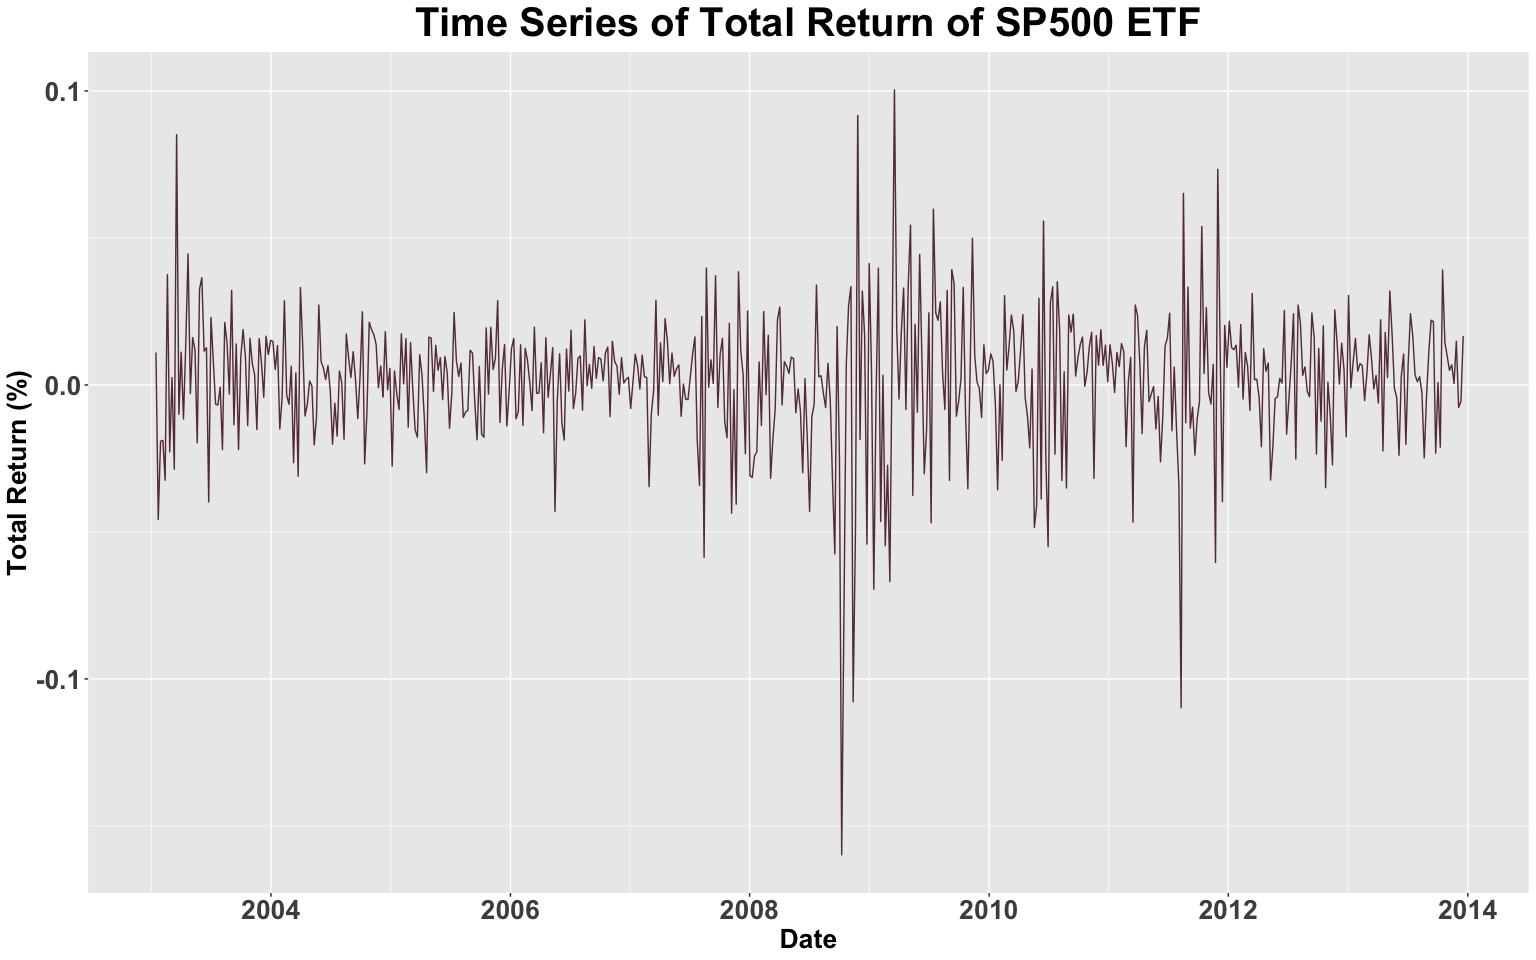 Time Series of Total Return of SP500 ETF
Total Return (%)
0.1
0.0
-0.1
2004 2006 2008 2010 2012 2014
Date